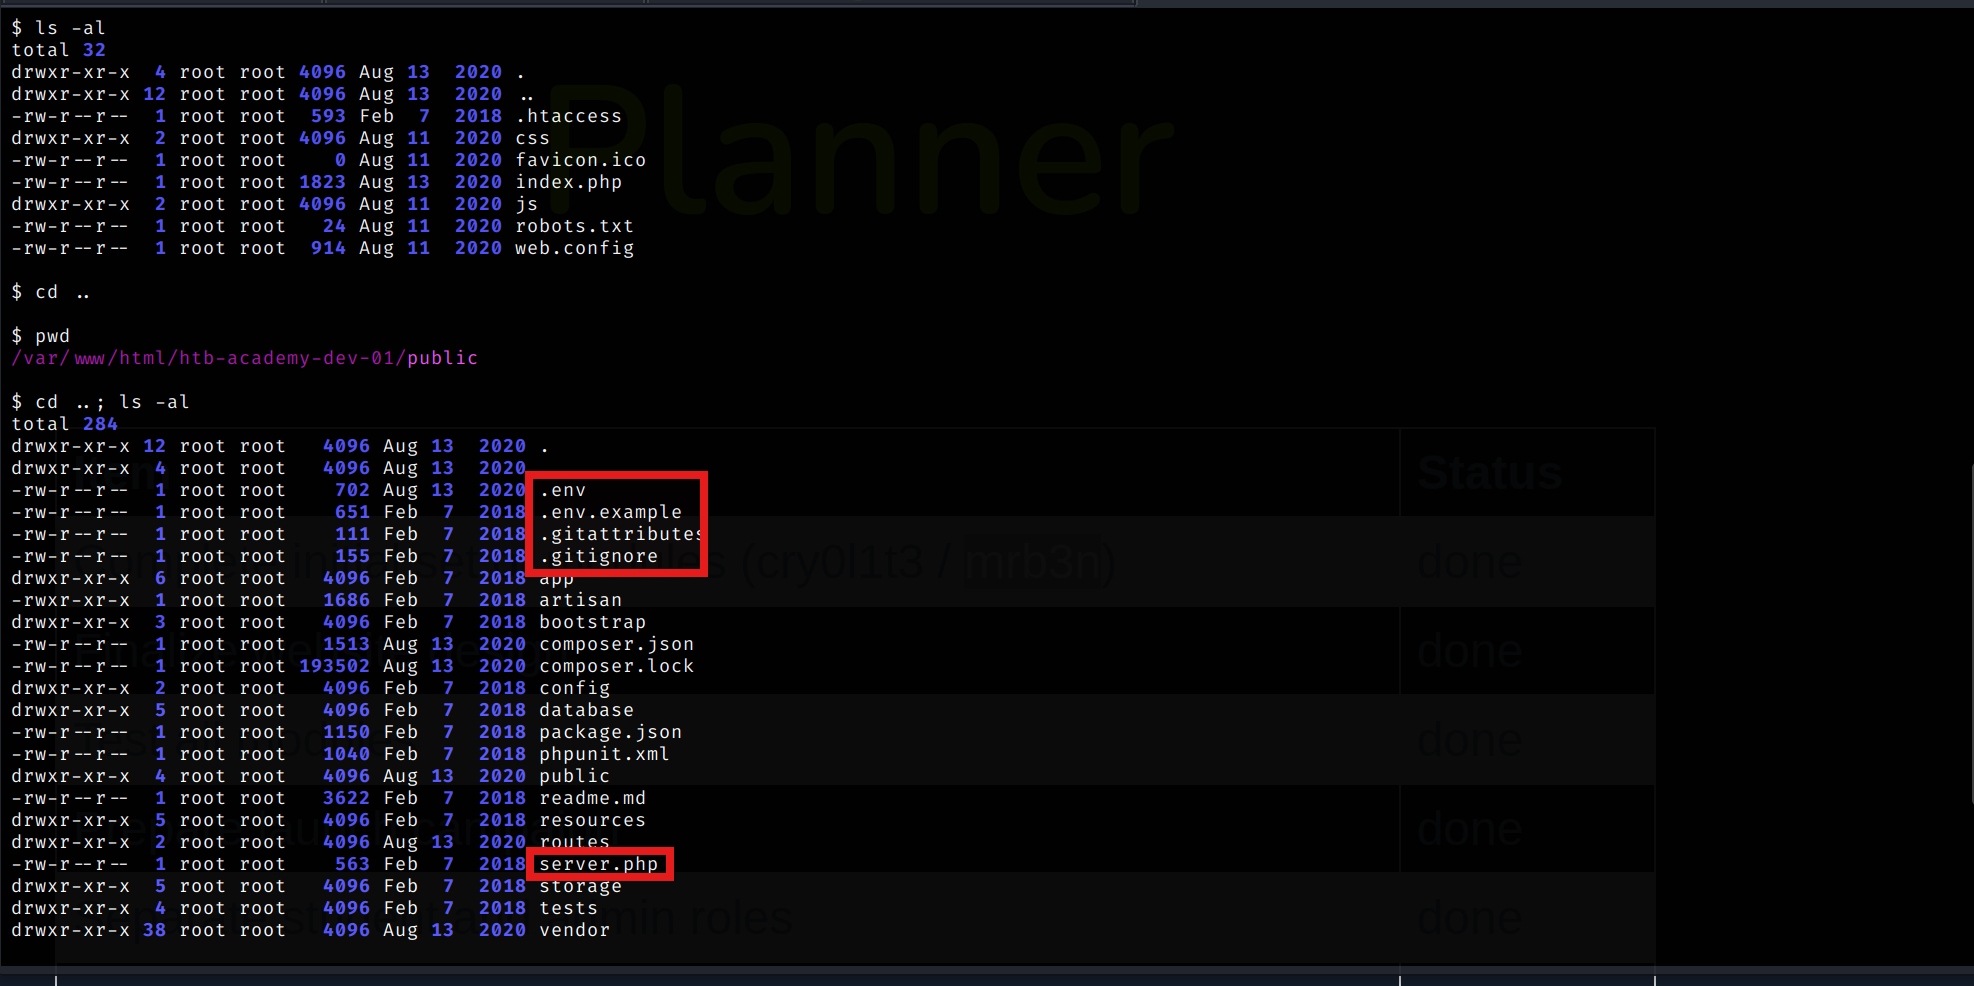 $ ls -al
total 32
drwxr-xr-x 4 root root 4096 Aug 13 2020 .
drwxr-xr-x 12 root root 4096 Aug 13 2020 ..
-rw-r--r-- 1 root root 593 Feb 7 2018 .htaccess
drwxr-xr-x 2 root root 4096 Aug 11 2020 css
-rw-r--r-- 1 root root 0 Aug 11 2020 favicon.ico
-rw-r--r-- 1 root root 1823 Aug 13 2020 index.php
drwxr-xr-x 2 root root 4096 Aug 11 2020 js
-rw-r--r-- 1 root root 24 Aug 11 2020 robots.txt
-rw-r--r-- 1 root root 914 Aug 11 2020 web.config
Planner
$ cd ..
$ pwd
/var/www/html/htb-academy-dev-01/public
$ cd ..; ls -al
total 284
drwxr-xr-x 12 root root 4096 Aug 13 2020 .
drwxr-xr-x 4 root root 4096 Aug 13 2020
-rw-r--r-- 1 root root 702 Aug 13 2020 .env
-rw-r--r-- 1 root root 651 Feb 7 2018 .env.example
-rw-r--r-- 1 root root 111 Feb 7 2018 .gitattributes
-rw-r--r-- 1 root root 155 Feb 7 2018 .gitignore
drwxr-xr-x 6 root root 4096 Feb 7 2018 app
-rw-r--r-- 1 root root 1686 Feb 7 2018 artisan
drwxr-xr-x 3 root root 4096 Feb 7 2018 bootstrap
-rw-r--r-- 1 root root 1513 Aug 13 2020 composer.json
-rw-r--r-- 1 root root 193502 Aug 13 2020 composer.lock
drwxr-xr-x 2 root root 4096 Feb 7 2018 config
drwxr-xr-x 5 root root 4096 Feb 7 2018 database
-rw-r--r-- 1 root root 1150 Feb 7 2018 package.json
-rw-r--r-- 1 root root 1040 Feb 7 2018 phpunit.xml
drwxr-xr-x 4 root root 4096 Aug 13 2020 public
-rw-r--r-- 1 root root 3622 Feb 7 2018 readme.md
drwxr-xr-x 5 root root 4096 Feb 7 2018 resources
drwxr-xr-x 2 root root 4096 Aug 13 2020 routes
-rw-r--r-- 1 root root 563 Feb 7 2018 server.php
drwxr-xr-x 5 root root 4096 Feb 7 2018 storage
drwxr-xr-x 4 root root 4096 Feb 7 2018 tests
drwxr-xr-x 38 root root 4096 Aug 13 2020 vendor
Status
(cry0l1t3 / mrb3n) done
done
done
done
roles done